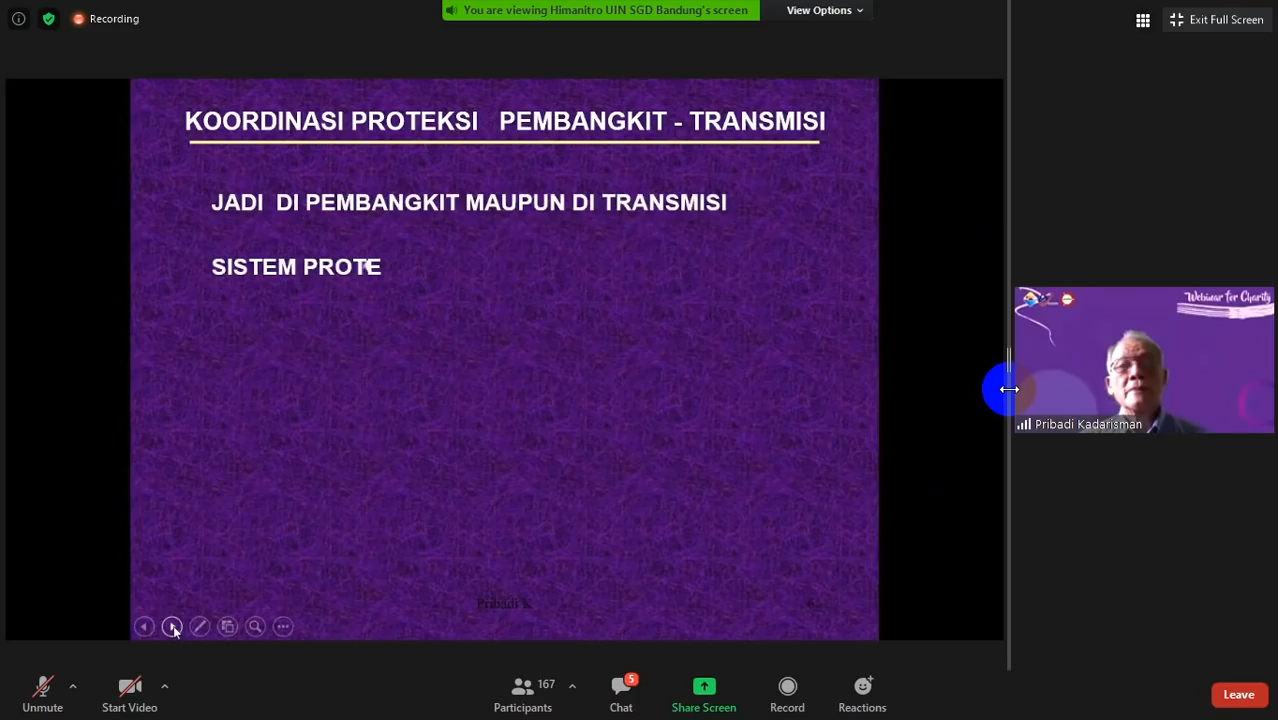 Recording
You are viewing Himanitro UIN SGD Bandung's screen
View Options
Exit Full Screen
KOORDINASI PROTEKSI PEMBANGKIT - TRANSMISI
JADI DI PEMBANGKIT MAUPUN DI TRANSMISI
SISTEM PROTE
Webinar for Charity
Pribadi Kadarisman
Pribadi K
6
Unmute
Start Video
167
Participants
5
Chat
Share Screen
Record
Reactions
Leave